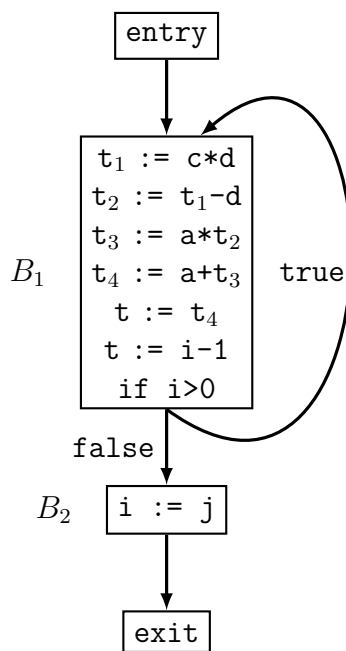 entry
t₁ := c*d
t₂ := t₁-d
t₃ := a*t₂
B₁
t₄ := a+t₃
true
t := t₄
t := i-1
if i>0
false
B₂
i := j
exit